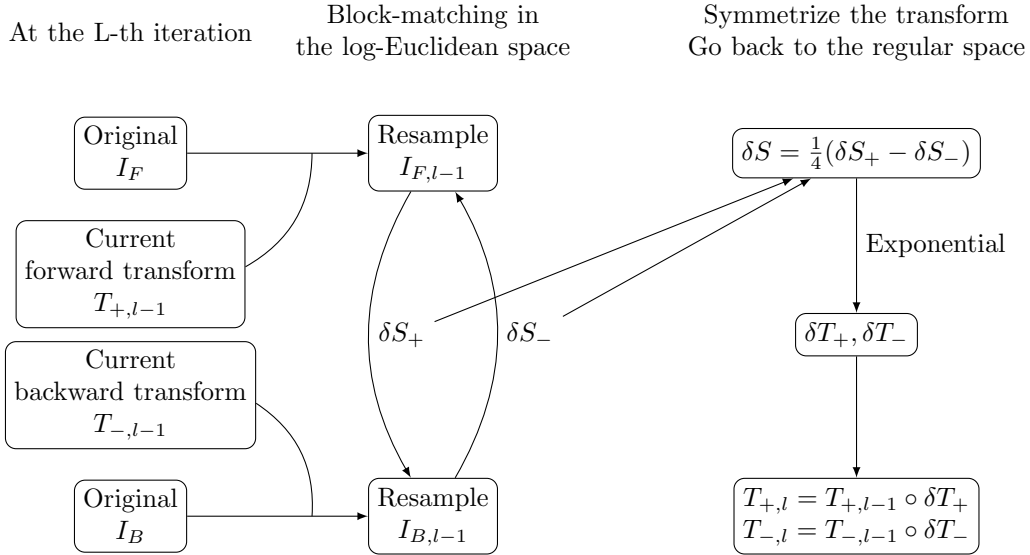 At the L-th iteration
Block-matching in
the log-Euclidean space
Symmetrize the transform
Go back to the regular space
Original
I_F
Current
forward transform
T_{+,l−1}
Current
backward transform
T_{−,l−1}
Original
I_B
Resample
I_{F,l−1}
δS_+
δS_−
Resample
I_{B,l−1}
δS = \frac{1}{4}(δS_+ − δS_−)
Exponential
δT_+, δT_−
T_{+,l} = T_{+,l−1} ∘ δT_+
T_{−,l} = T_{−,l−1} ∘ δT_−